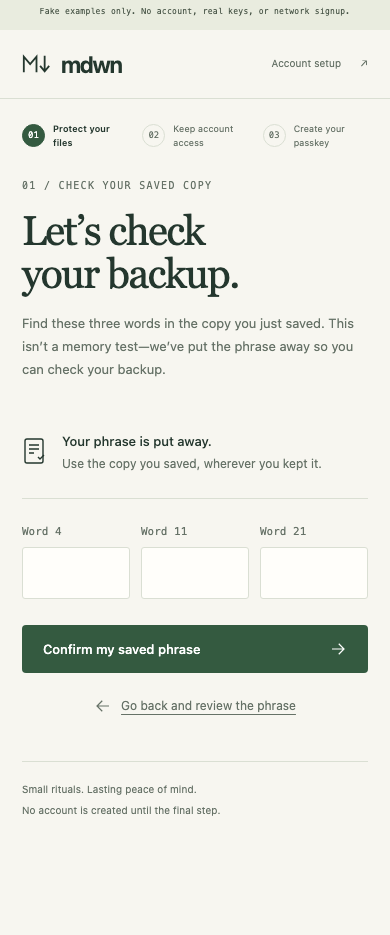 Fake examples only. No account, real keys, or network signup.
M↓ mdwn
Account setup ↗
01 Protect your files
02 Keep account access
03 Create your passkey
01 / CHECK YOUR SAVED COPY
Let’s check
your backup.
Find these three words in the copy you just saved. This
isn’t a memory test—we’ve put the phrase away so you
can check your backup.
Your phrase is put away.
Use the copy you saved, wherever you kept it.
Word 4 Word 11 Word 21
Confirm my saved phrase →
← Go back and review the phrase
Small rituals. Lasting peace of mind.
No account is created until the final step.